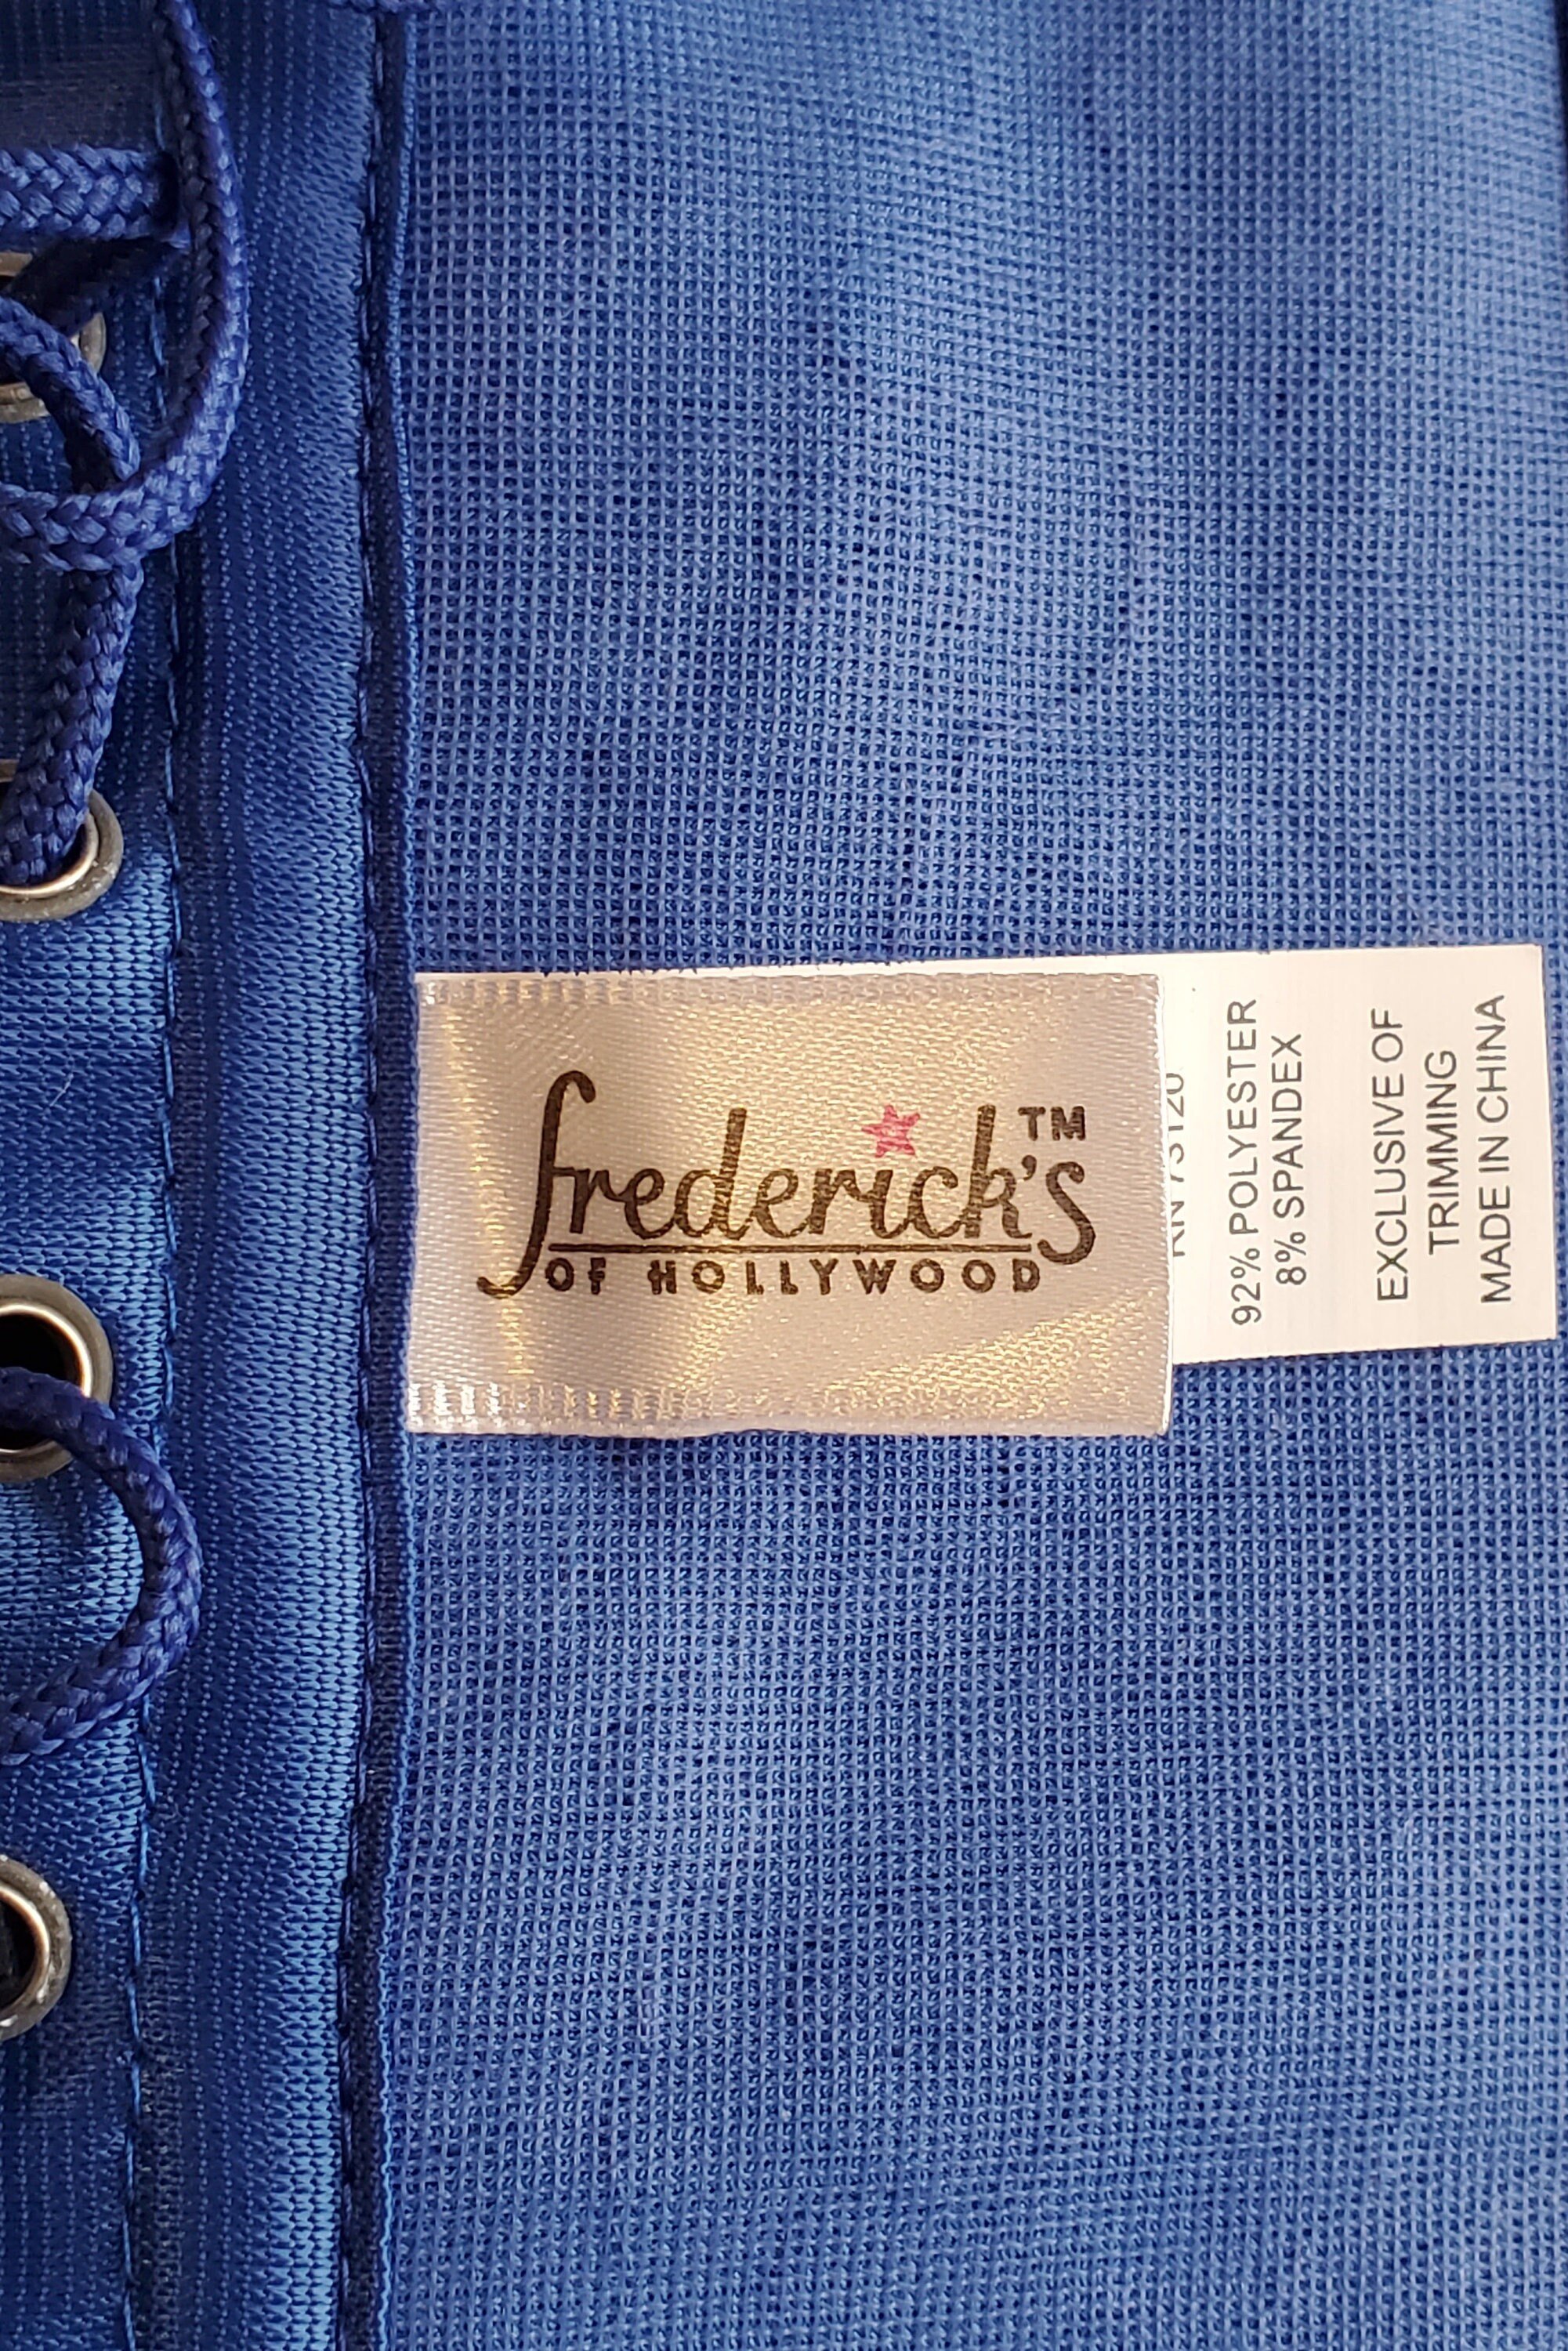 frederick's™
OF HOLLYWOOD
92% POLYESTER
8% SPANDEX
EXCLUSIVE OF
TRIMMING
MADE IN CHINA